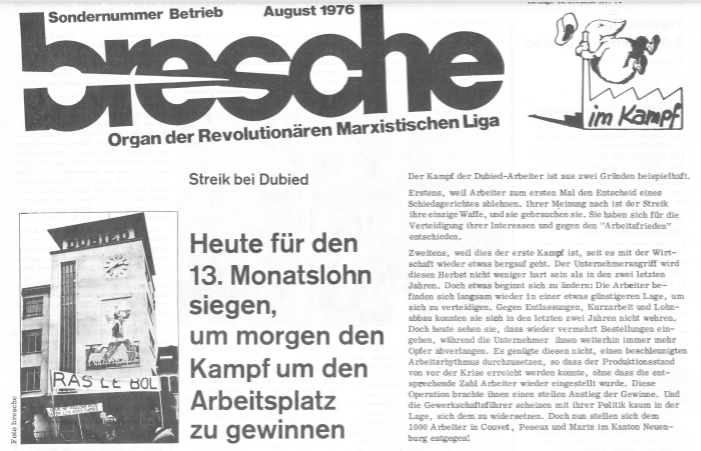 Sondernummer Betrieb August 1976
bresche
Organ der Revolutionären Marxistischen Liga
im Kampf
Streik bei Dubied
Heute für den
13. Monatslohn
siegen,
um morgen den
Kampf um den
Arbeitsplatz
zu gewinnen
DUBIED
RAS LE BOL
Foto bresche
Der Kampf der Dubied-Arbeiter ist aus zwei Gründen beispielhaft.
Erstens, weil Arbeiter zum ersten Mal den Entscheid eines
Schiedsgerichtes ablehnen. Ihrer Meinung nach ist der Streik
ihre einzige Waffe, und sie gebrauchen sie. Sie haben sich für die
Verteidigung ihrer Interessen und gegen den "Arbeitsfrieden"
entschieden.
Zweitens, weil dies der erste Kampf ist, seit es mit der Wirt-
schaft wieder etwas bergauf geht. Der Unternehmerangriff wird
diesen Herbst nicht weniger hart sein als in den zwei letzten
Jahren. Doch etwas beginnt sich zu ändern: Die Arbeiter be-
finden sich langsam wieder in einer etwas günstigeren Lage, um
sich zu verteidigen. Gegen Entlassungen, Kurzarbeit und Lohn-
abbau konnten sie sich in den letzten zwei Jahren nicht wehren.
Doch heute sehen sie, dass wieder vermehrt Bestellungen ein-
gehen, während die Unternehmer ihnen weiterhin immer mehr
Opfer abverlangen. Es genügte diesen nicht, einen beschleunigten
Arbeitsrhythmus durchzusetzen, so dass der Produktionsstand
von vor der Krise erreicht werden konnte, ohne dass die ent-
sprechende Zahl Arbeiter wieder eingestellt wurde. Diese
Operation brachte ihnen einen steilen Anstieg der Gewinne. Und
die Gewerkschaftsführer scheinen mit ihrer Politik kaum in der
Lage, sich dem zu widersetzen. Doch nun stellen sich dem
1000 Arbeiter in Couvet, Peseux und Marin im Kanton Neuen-
burg entgegen!